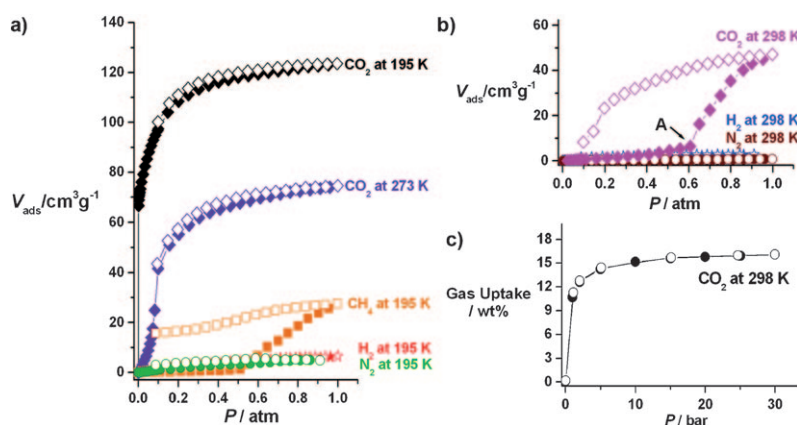 a)
140
120
100
80
60
40
20
0
V_ads/cm³g⁻¹
CO₂ at 195 K
CO₂ at 273 K
CH₄ at 195 K
H₂ at 195 K
N₂ at 195 K
0.0 0.2 0.4 0.6 0.8 1.0
P / atm
b)
60
40
20
0
V_ads/cm³g⁻¹
CO₂ at 298 K
A
H₂ at 298 K
N₂ at 298 K
0.0 0.2 0.4 0.6 0.8 1.0
P / atm
c)
18
15
12
9
6
3
0
Gas Uptake
/ wt%
CO₂ at 298 K
0 10 20 30
P / bar